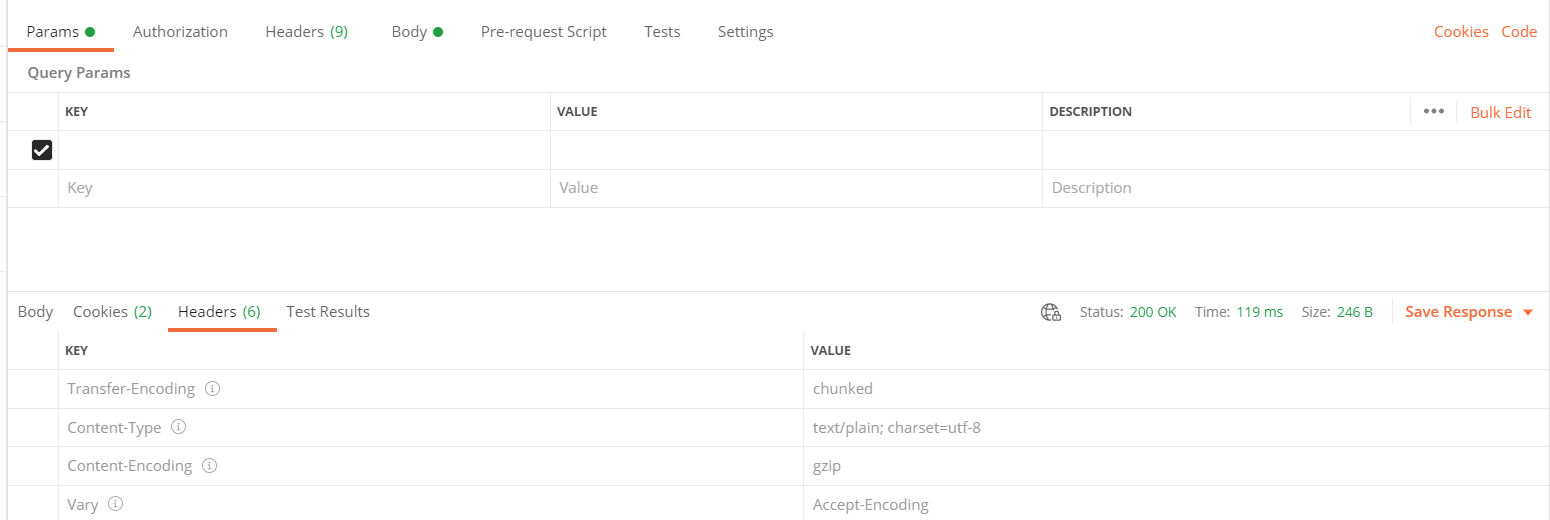 Params Authorization Headers (9) Body Pre-request Script Tests Settings Cookies Code
Query Params
KEY VALUE DESCRIPTION ••• Bulk Edit
Key Value Description
Body Cookies (2) Headers (6) Test Results Status: 200 OK Time: 119 ms Size: 246 B Save Response
KEY VALUE
Transfer-Encoding chunked
Content-Type text/plain; charset=utf-8
Content-Encoding gzip
Vary Accept-Encoding